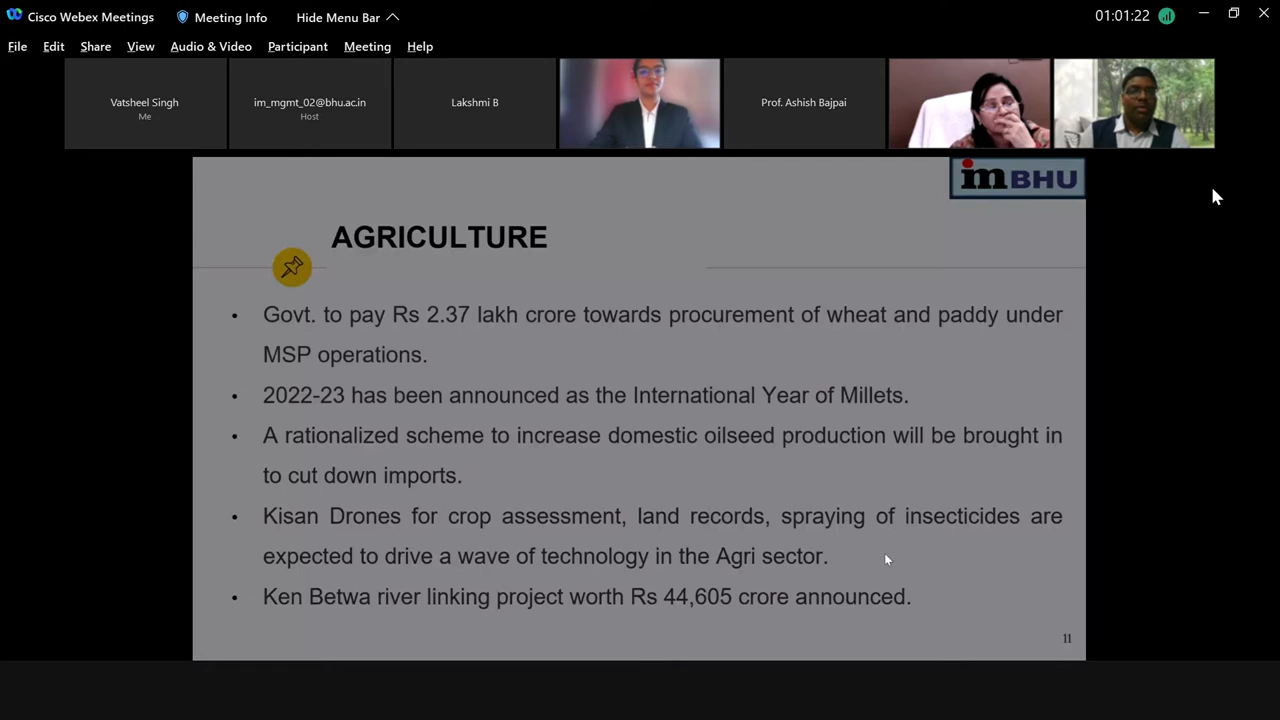 Cisco Webex Meetings Meeting Info Hide Menu Bar 01:01:22
File Edit Share View Audio & Video Participant Meeting Help
Vatsheel Singh
Me
im_mgmt_02@bhu.ac.in
Host
Lakshmi B
Prof. Ashish Bajpai
im BHU
AGRICULTURE
• Govt. to pay Rs 2.37 lakh crore towards procurement of wheat and paddy under
MSP operations.
• 2022-23 has been announced as the International Year of Millets.
• A rationalized scheme to increase domestic oilseed production will be brought in
to cut down imports.
• Kisan Drones for crop assessment, land records, spraying of insecticides are
expected to drive a wave of technology in the Agri sector.
• Ken Betwa river linking project worth Rs 44,605 crore announced.
11